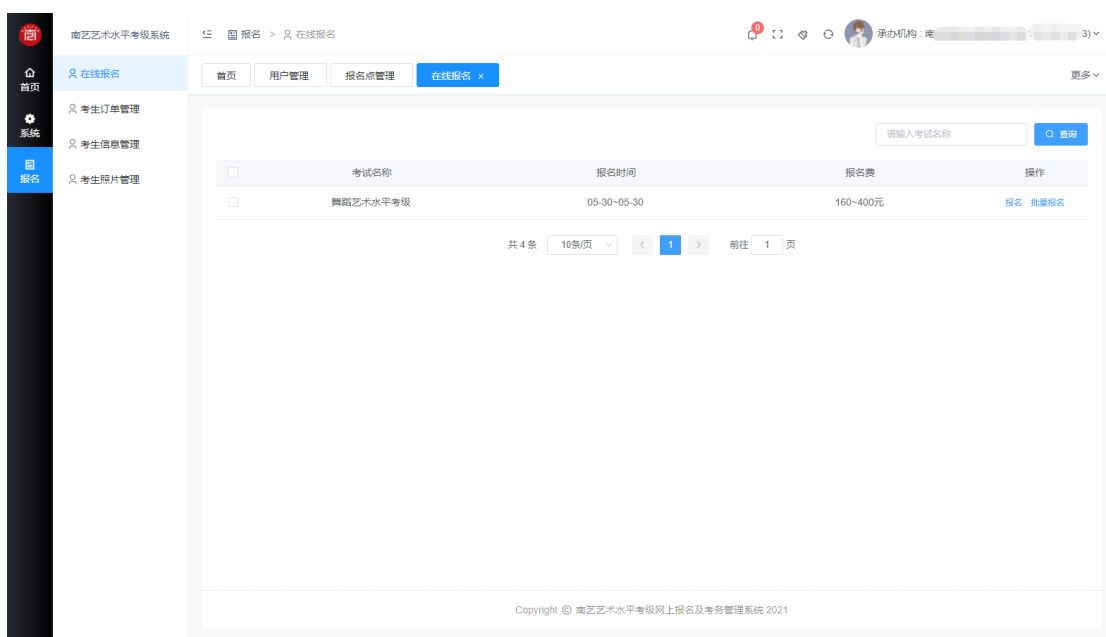 南艺艺术水平考级系统
报名 > 在线报名
0
承办机构 : 南
3)
首页
系统
报名
在线报名
考生订单管理
考生信息管理
考生照片管理
首页 用户管理 报名点管理 在线报名 ×
更多
请输入考试名称 查询
考试名称 报名时间 报名费 操作
舞蹈艺术水平考级 05-30~05-30 160~400元 报名 批量报名
共 4 条 10条/页 < 1 > 前往 1 页
Copyright © 南艺艺术水平考级网上报名及考务管理系统 2021